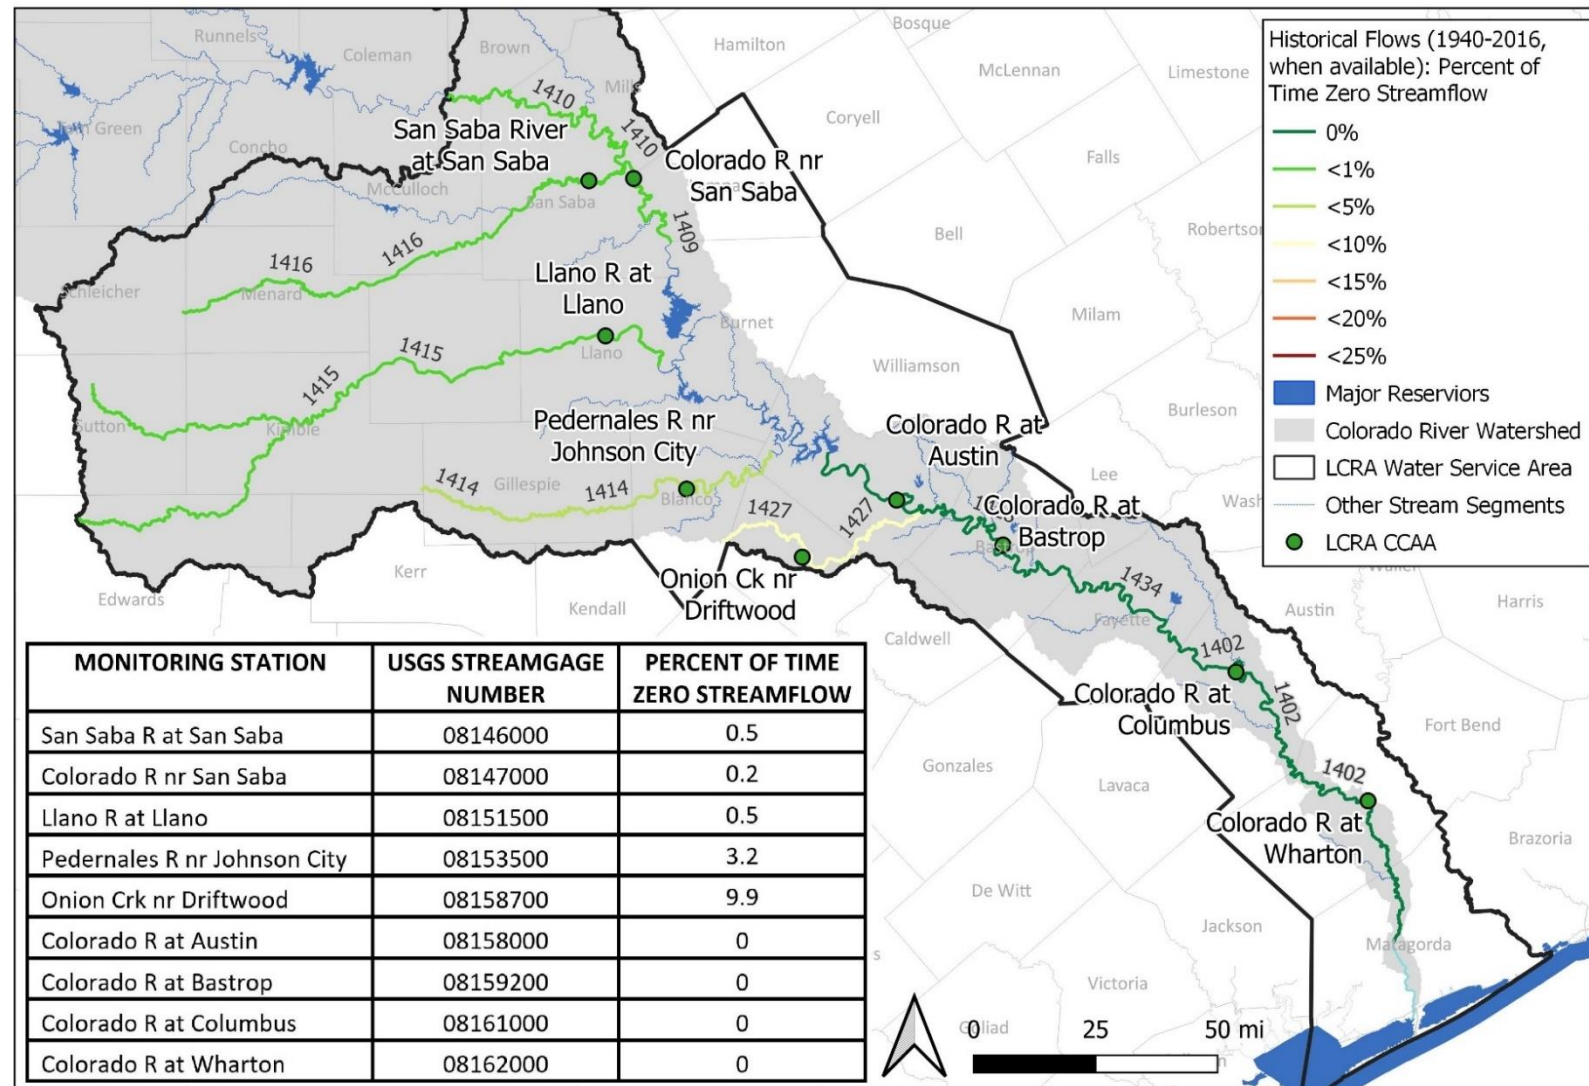 Bosque
Runnels
Hamilton
Brown
Coleman
McLennan
Limestone
Mills
1410
Coryell
Tom Green
San Saba River
at San Saba
1410
Concho
Falls
Colorado R nr
San Saba
McCulloch
San Saba
1409
Bell
Robertson
1416
1416
Llano R at
Llano
Schleicher
Menard
Milam
Burnet
1415
Llano
Williamson
1415
Burleson
Sutton
Kimble
Pedernales R nr
Johnson City
Colorado R at
Austin
Lee
1414
Gillespie
1414
Blanco
1427
1427
Colorado R at
Bastrop
Bastrop
Onion Ck nr
Driftwood
Kerr
Edwards
Kendall
1434
Fayette
Austin
Harris
Waller
Caldwell
1402
Colorado R at
Columbus
1402
Fort Bend
Gonzales
Lavaca
1402
Colorado R at
Wharton
Brazoria
De Witt
Jackson
Matagorda
Victoria
Goliad
0 25 50 mi
Historical Flows (1940-2016,
when available): Percent of
Time Zero Streamflow
0%
<1%
<5%
<10%
<15%
<20%
<25%
Major Reserviors
Colorado River Watershed
LCRA Water Service Area
Other Stream Segments
LCRA CCAA
MONITORING STATION USGS STREAMGAGE PERCENT OF TIME
NUMBER ZERO STREAMFLOW
San Saba R at San Saba 08146000 0.5
Colorado R nr San Saba 08147000 0.2
Llano R at Llano 08151500 0.5
Pedernales R nr Johnson City 08153500 3.2
Onion Crk nr Driftwood 08158700 9.9
Colorado R at Austin 08158000 0
Colorado R at Bastrop 08159200 0
Colorado R at Columbus 08161000 0
Colorado R at Wharton 08162000 0